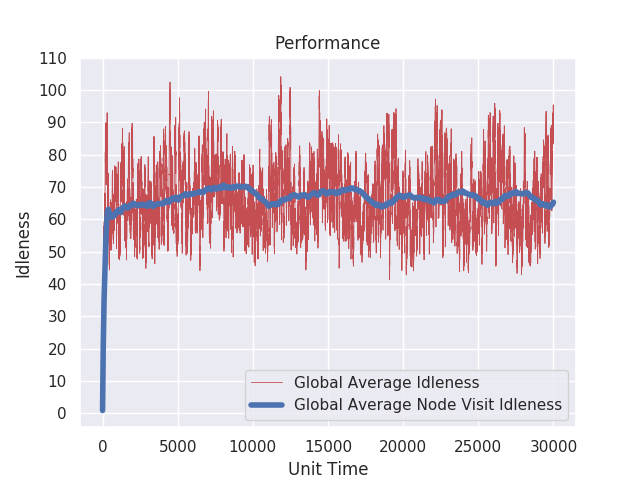 Performance
110
100
90
80
70
60
50
40
30
20
10
0
Idleness
Global Average Idleness
Global Average Node Visit Idleness
0 5000 10000 15000 20000 25000 30000
Unit Time